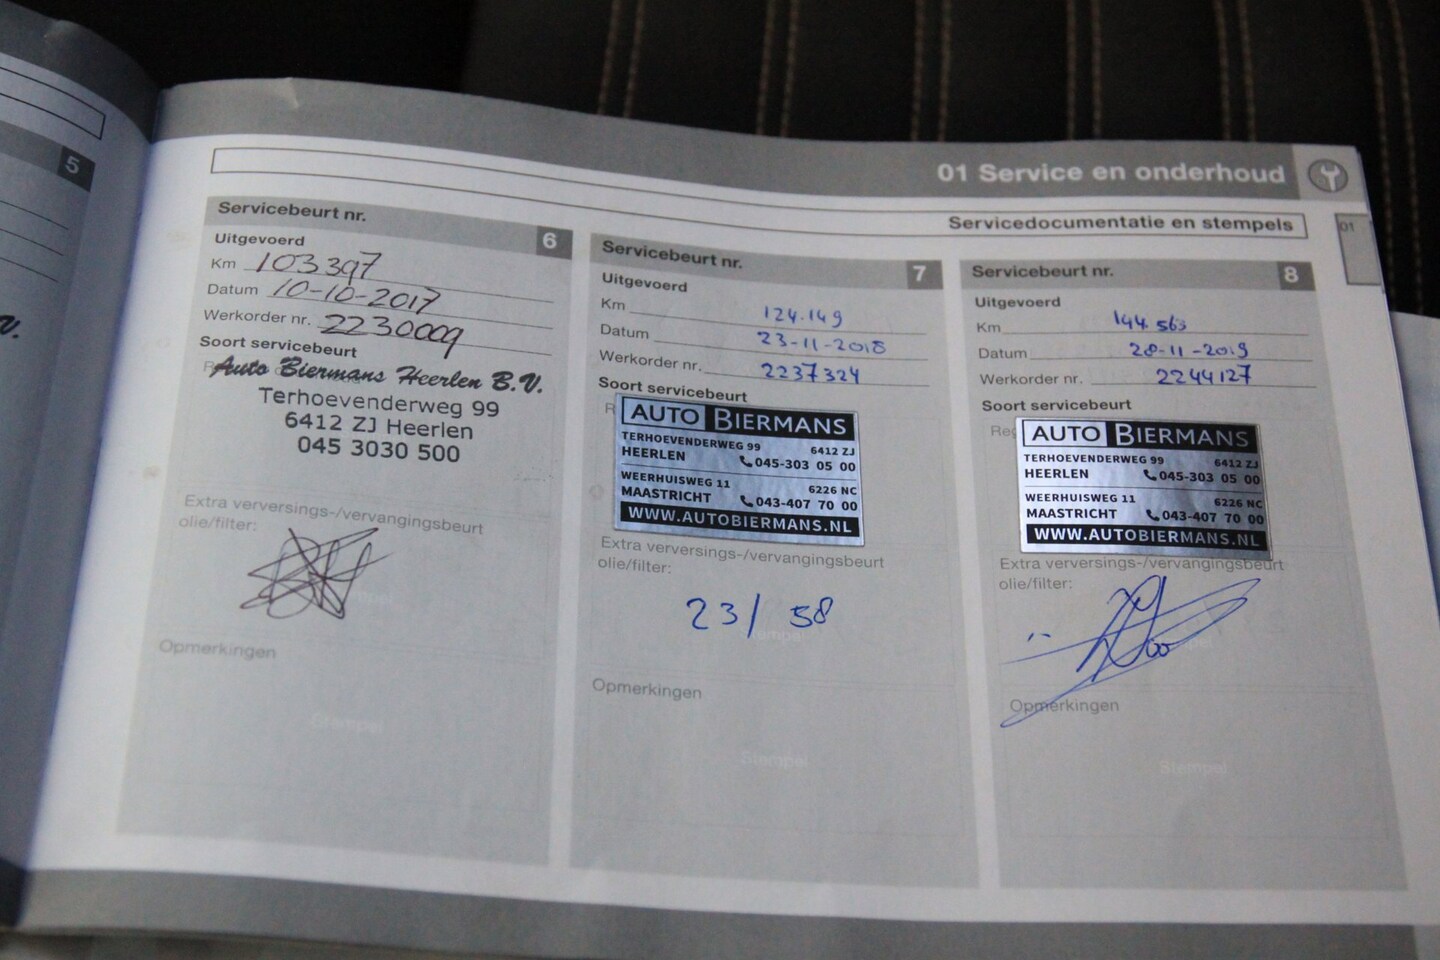 5
v.
01 Service en onderhoud
Servicedocumentatie en stempels
01
Servicebeurt nr. 6
Uitgevoerd
Km 103397
Datum 10-10-2017
Werkorder nr. 2230009
Soort servicebeurt
Auto Biermans Heerlen B.V.
Terhoevenderweg 99
6412 ZJ Heerlen
045 3030 500
Extra verversings-/vervangingsbeurt
olie/filter:
Opmerkingen
Stempel
Servicebeurt nr. 7
Uitgevoerd
Km 124.149
Datum 23-11-2018
Werkorder nr. 2237324
Soort servicebeurt
AUTO BIERMANS
TERHOEVENDERWEG 99 6412 ZJ
HEERLEN 045-303 05 00
WEERHUISWEG 11 6226 NC
MAASTRICHT 043-407 70 00
WWW.AUTOBIERMANS.NL
Extra verversings-/vervangingsbeurt
olie/filter:
23/ 58
Opmerkingen
Stempel
Servicebeurt nr. 8
Uitgevoerd
Km 144.563
Datum 28-11-2019
Werkorder nr. 2244127
Soort servicebeurt
AUTO BIERMANS
TERHOEVENDERWEG 99 6412 ZJ
HEERLEN 045-303 05 00
WEERHUISWEG 11 6226 NC
MAASTRICHT 043-407 70 00
WWW.AUTOBIERMANS.NL
Extra verversings-/vervangingsbeurt
olie/filter:
Opmerkingen
Stempel